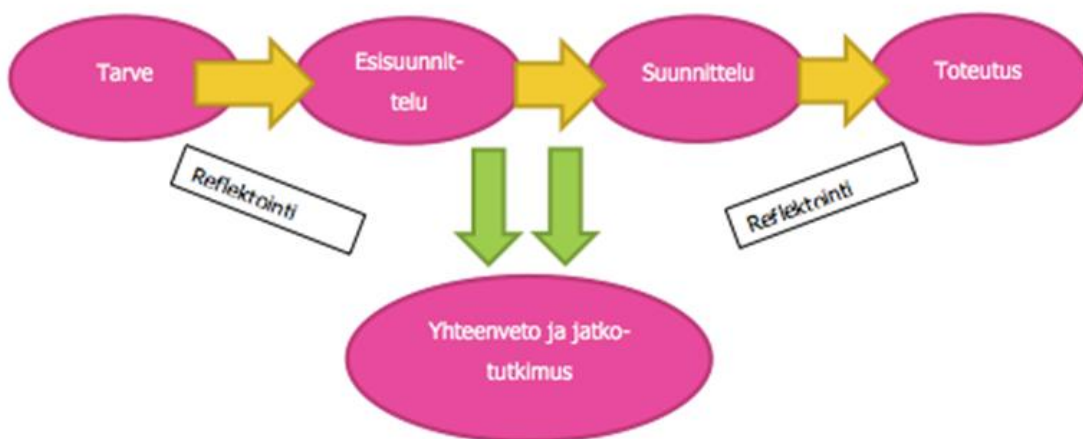 Tarve
Esisuunnit-
telu
Suunnittelu
Toteutus
Reflektointi
Reflektointi
Yhteenveto ja jatko-
tutkimus